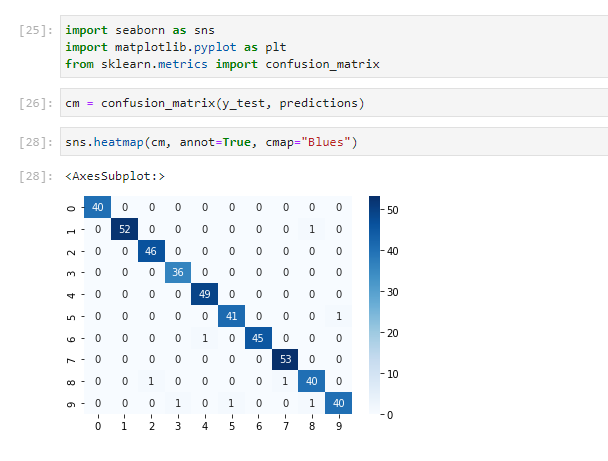 [25]: import seaborn as sns
import matplotlib.pyplot as plt
from sklearn.metrics import confusion_matrix
[26]: cm = confusion_matrix(y_test, predictions)
[28]: sns.heatmap(cm, annot=True, cmap="Blues")
[28]: <AxesSubplot:>
0 40 0 0 0 0 0 0 0 0 0
1 0 52 0 0 0 0 0 0 1 0
2 0 0 46 0 0 0 0 0 0 0
3 0 0 0 36 0 0 0 0 0 0
4 0 0 0 0 49 0 0 0 0 0
5 0 0 0 0 0 41 0 0 0 1
6 0 0 0 0 1 0 45 0 0 0
7 0 0 0 0 0 0 0 53 0 0
8 0 0 1 0 0 0 0 1 40 0
9 0 0 0 1 0 1 0 0 1 40
0 1 2 3 4 5 6 7 8 9
50
40
30
20
10
0